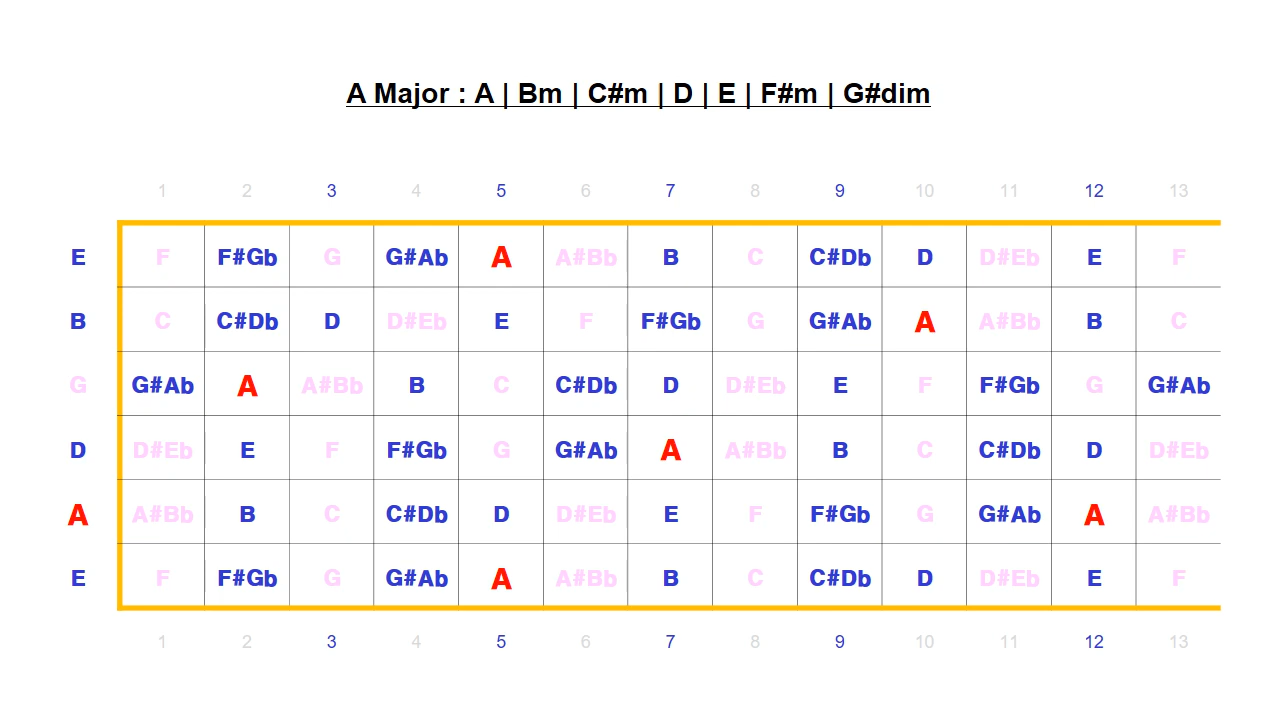 A Major : A | Bm | C#m | D | E | F#m | G#dim
1 2 3 4 5 6 7 8 9 10 11 12 13
E F F#Gb G G#Ab A A#Bb B C C#Db D D#Eb E F
B C C#Db D D#Eb E F F#Gb G G#Ab A A#Bb B C
G G#Ab A A#Bb B C C#Db D D#Eb E F F#Gb G G#Ab
D D#Eb E F F#Gb G G#Ab A A#Bb B C C#Db D D#Eb
A A#Bb B C C#Db D D#Eb E F F#Gb G G#Ab A A#Bb
E F F#Gb G G#Ab A A#Bb B C C#Db D D#Eb E F
1 2 3 4 5 6 7 8 9 10 11 12 13